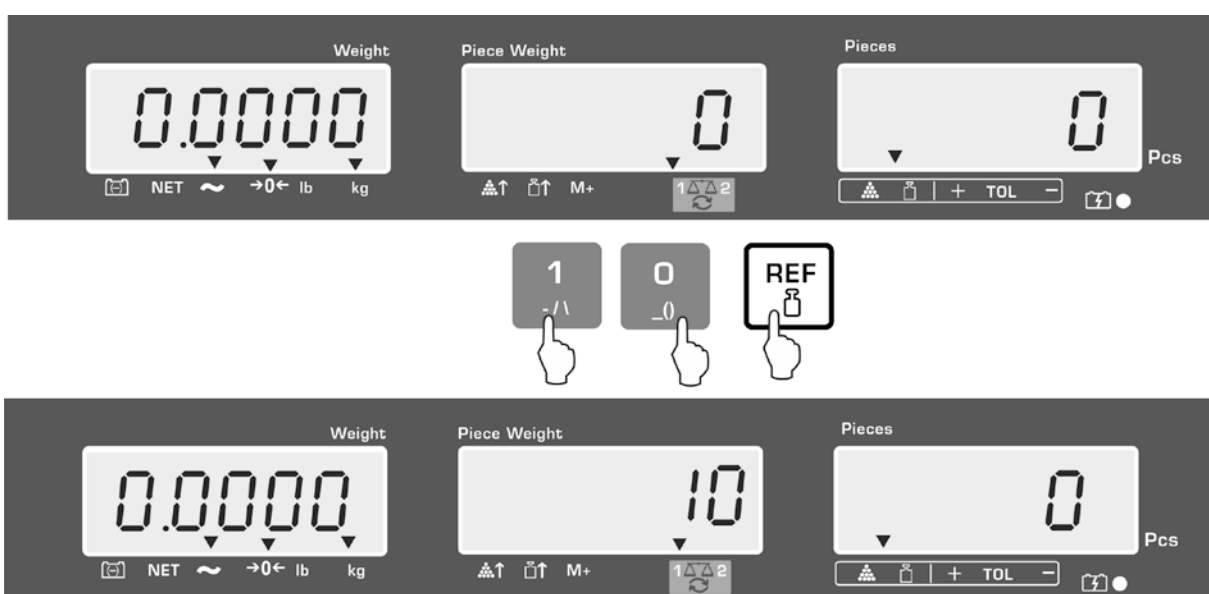 Weight Piece Weight Pieces
0.0000 0 0
Pcs
NET ~ →0← lb kg ↑ ↑ M+ 1 2 + TOL −
1 0 REF
- / \ _()
Weight Piece Weight Pieces
0.0000 10 0
Pcs
NET ~ →0← lb kg ↑ ↑ M+ 1 2 + TOL −